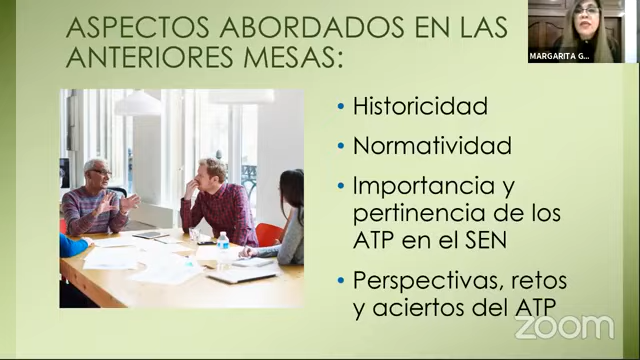 ASPECTOS ABORDADOS EN LAS
ANTERIORES MESAS:
MARGARITA G...
• Historicidad
• Normatividad
• Importancia y
pertinencia de los
ATP en el SEN
• Perspectivas, retos
y aciertos del ATP
zoom